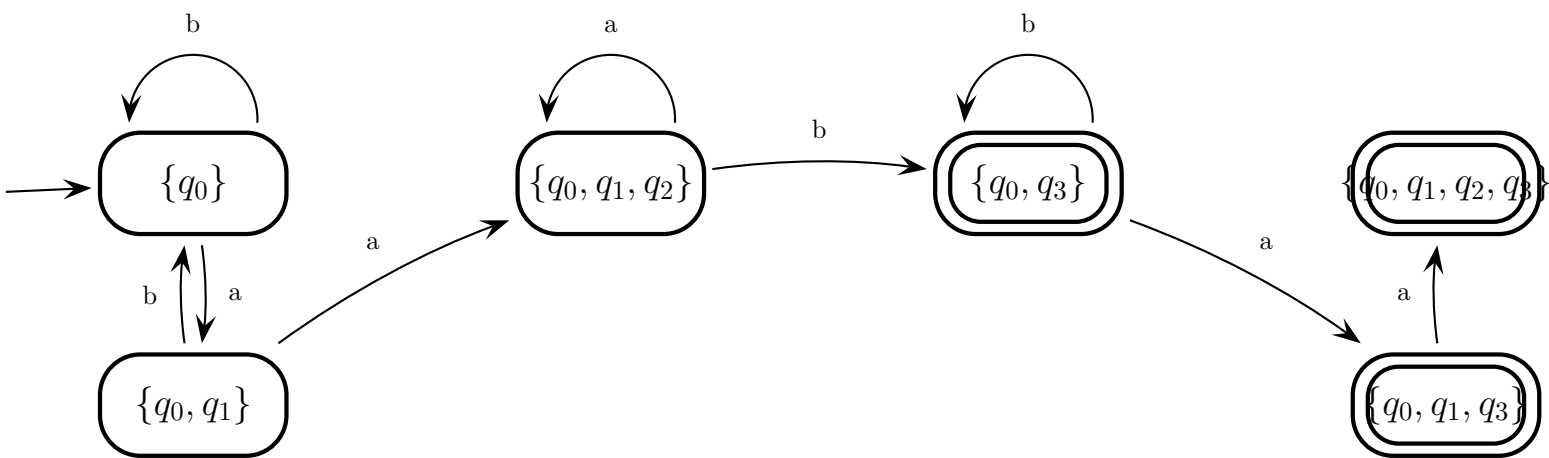 b a b
b
{q₀} {q₀, q₁, q₂} {q₀, q₃} {q₀, q₁, q₂, q₃}
a a
b a a
{q₀, q₁} {q₀, q₁, q₃}